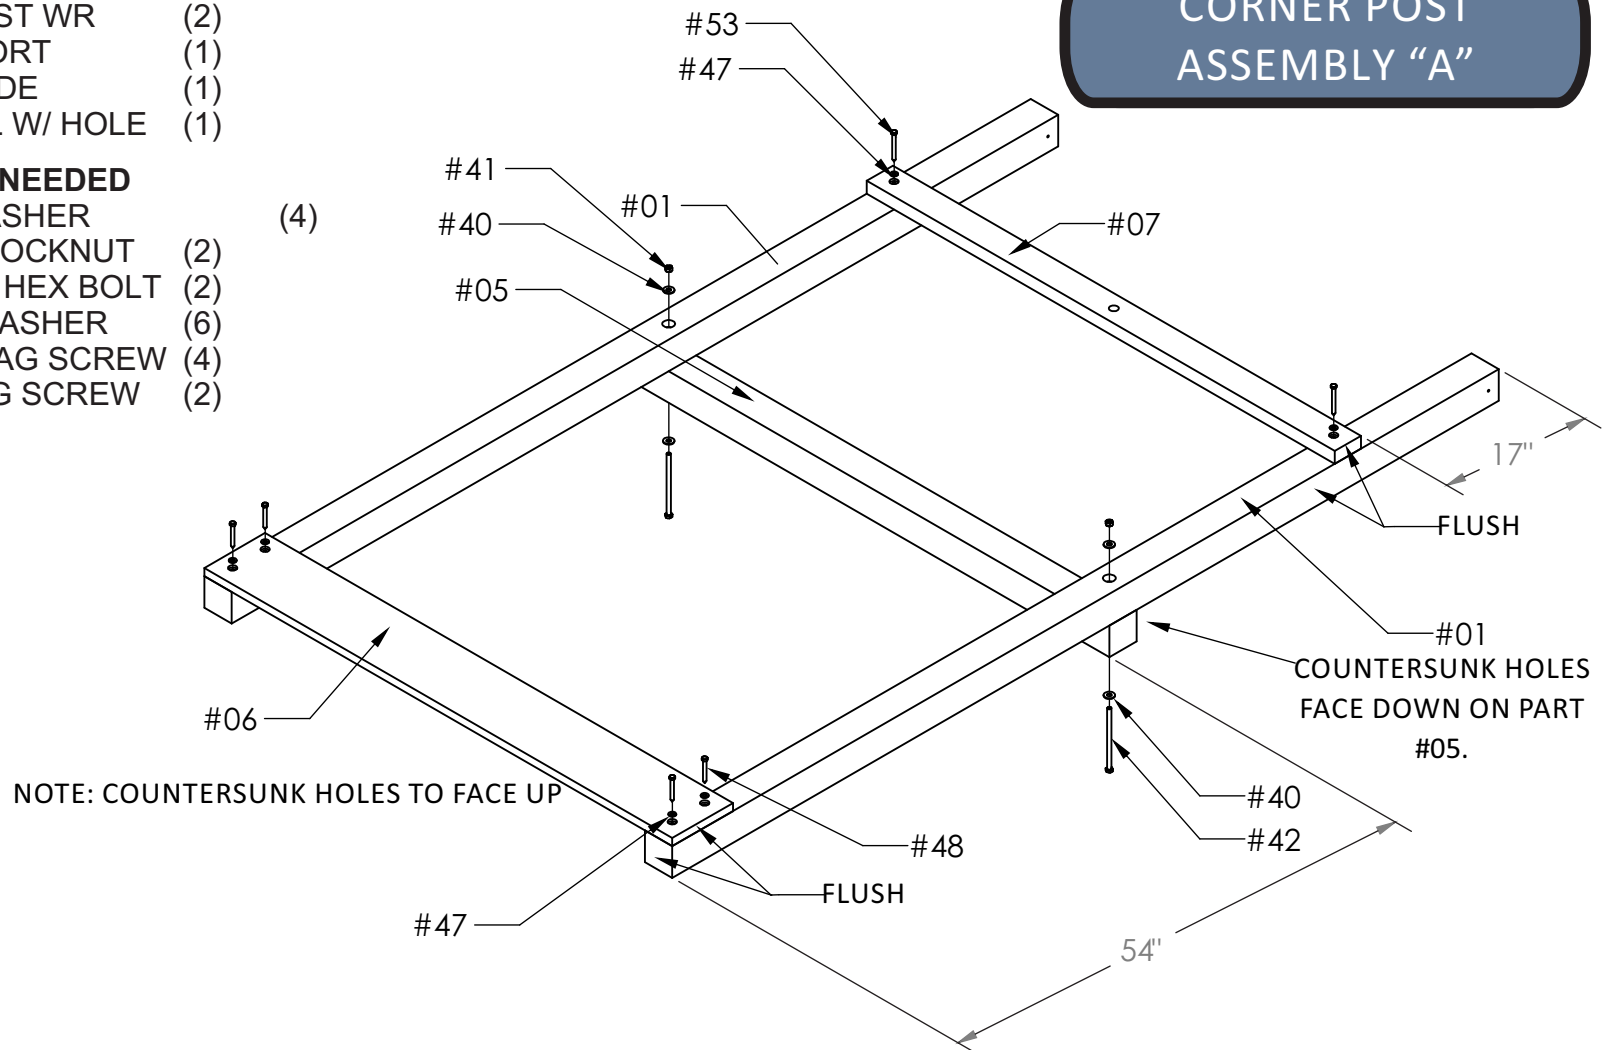 ST WR (2)
ORT (1)
DE (1)
W/ HOLE (1)
NEEDED
ASHER (4)
OCKNUT (2)
HEX BOLT (2)
ASHER (6)
AG SCREW (4)
G SCREW (2)
CORNER POST
ASSEMBLY “A”
#53
#47
#41
#40
#01
#05
#07
17"
FLUSH
#01
COUNTERSUNK HOLES
FACE DOWN ON PART
#05.
#06
NOTE: COUNTERSUNK HOLES TO FACE UP
#40
#42
#48
FLUSH
#47
54"